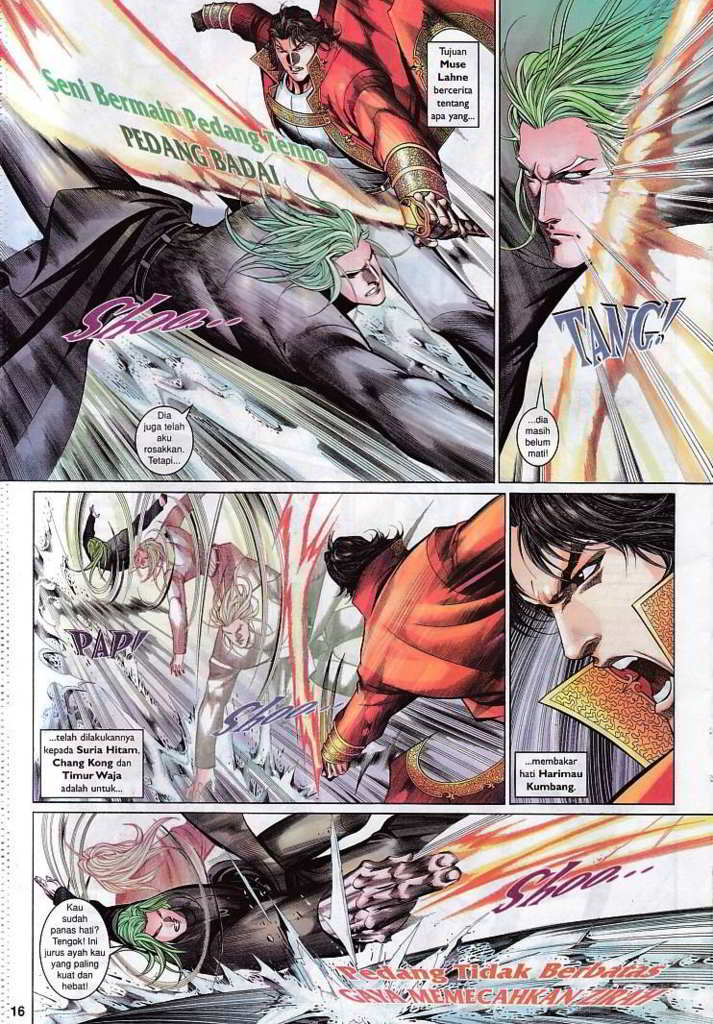 Tujuan
Muse
Lahne
bercerita
tentang
apa yang...
Seni Bermain Pedang Tenno
PEDANG BADAI
Shoo...
Dia
juga telah
aku
rosakkan.
Tetapi...
TANG!
...dia
masih
belum
mati!
PAP!
Shoo...
...telah dilakukannya
kepada Suria Hitam,
Chang Kong dan
Timur Waja
adalah untuk...
...membakar
hati Harimau
Kumbang.
Shoo...
Kau
sudah
panas hati?
Tengok! Ini
jurus ayah kau
yang paling
kuat dan
hebat!
Pedang Tidak Berbatas
GAYA MEMECAHKAN ZIRAH
16